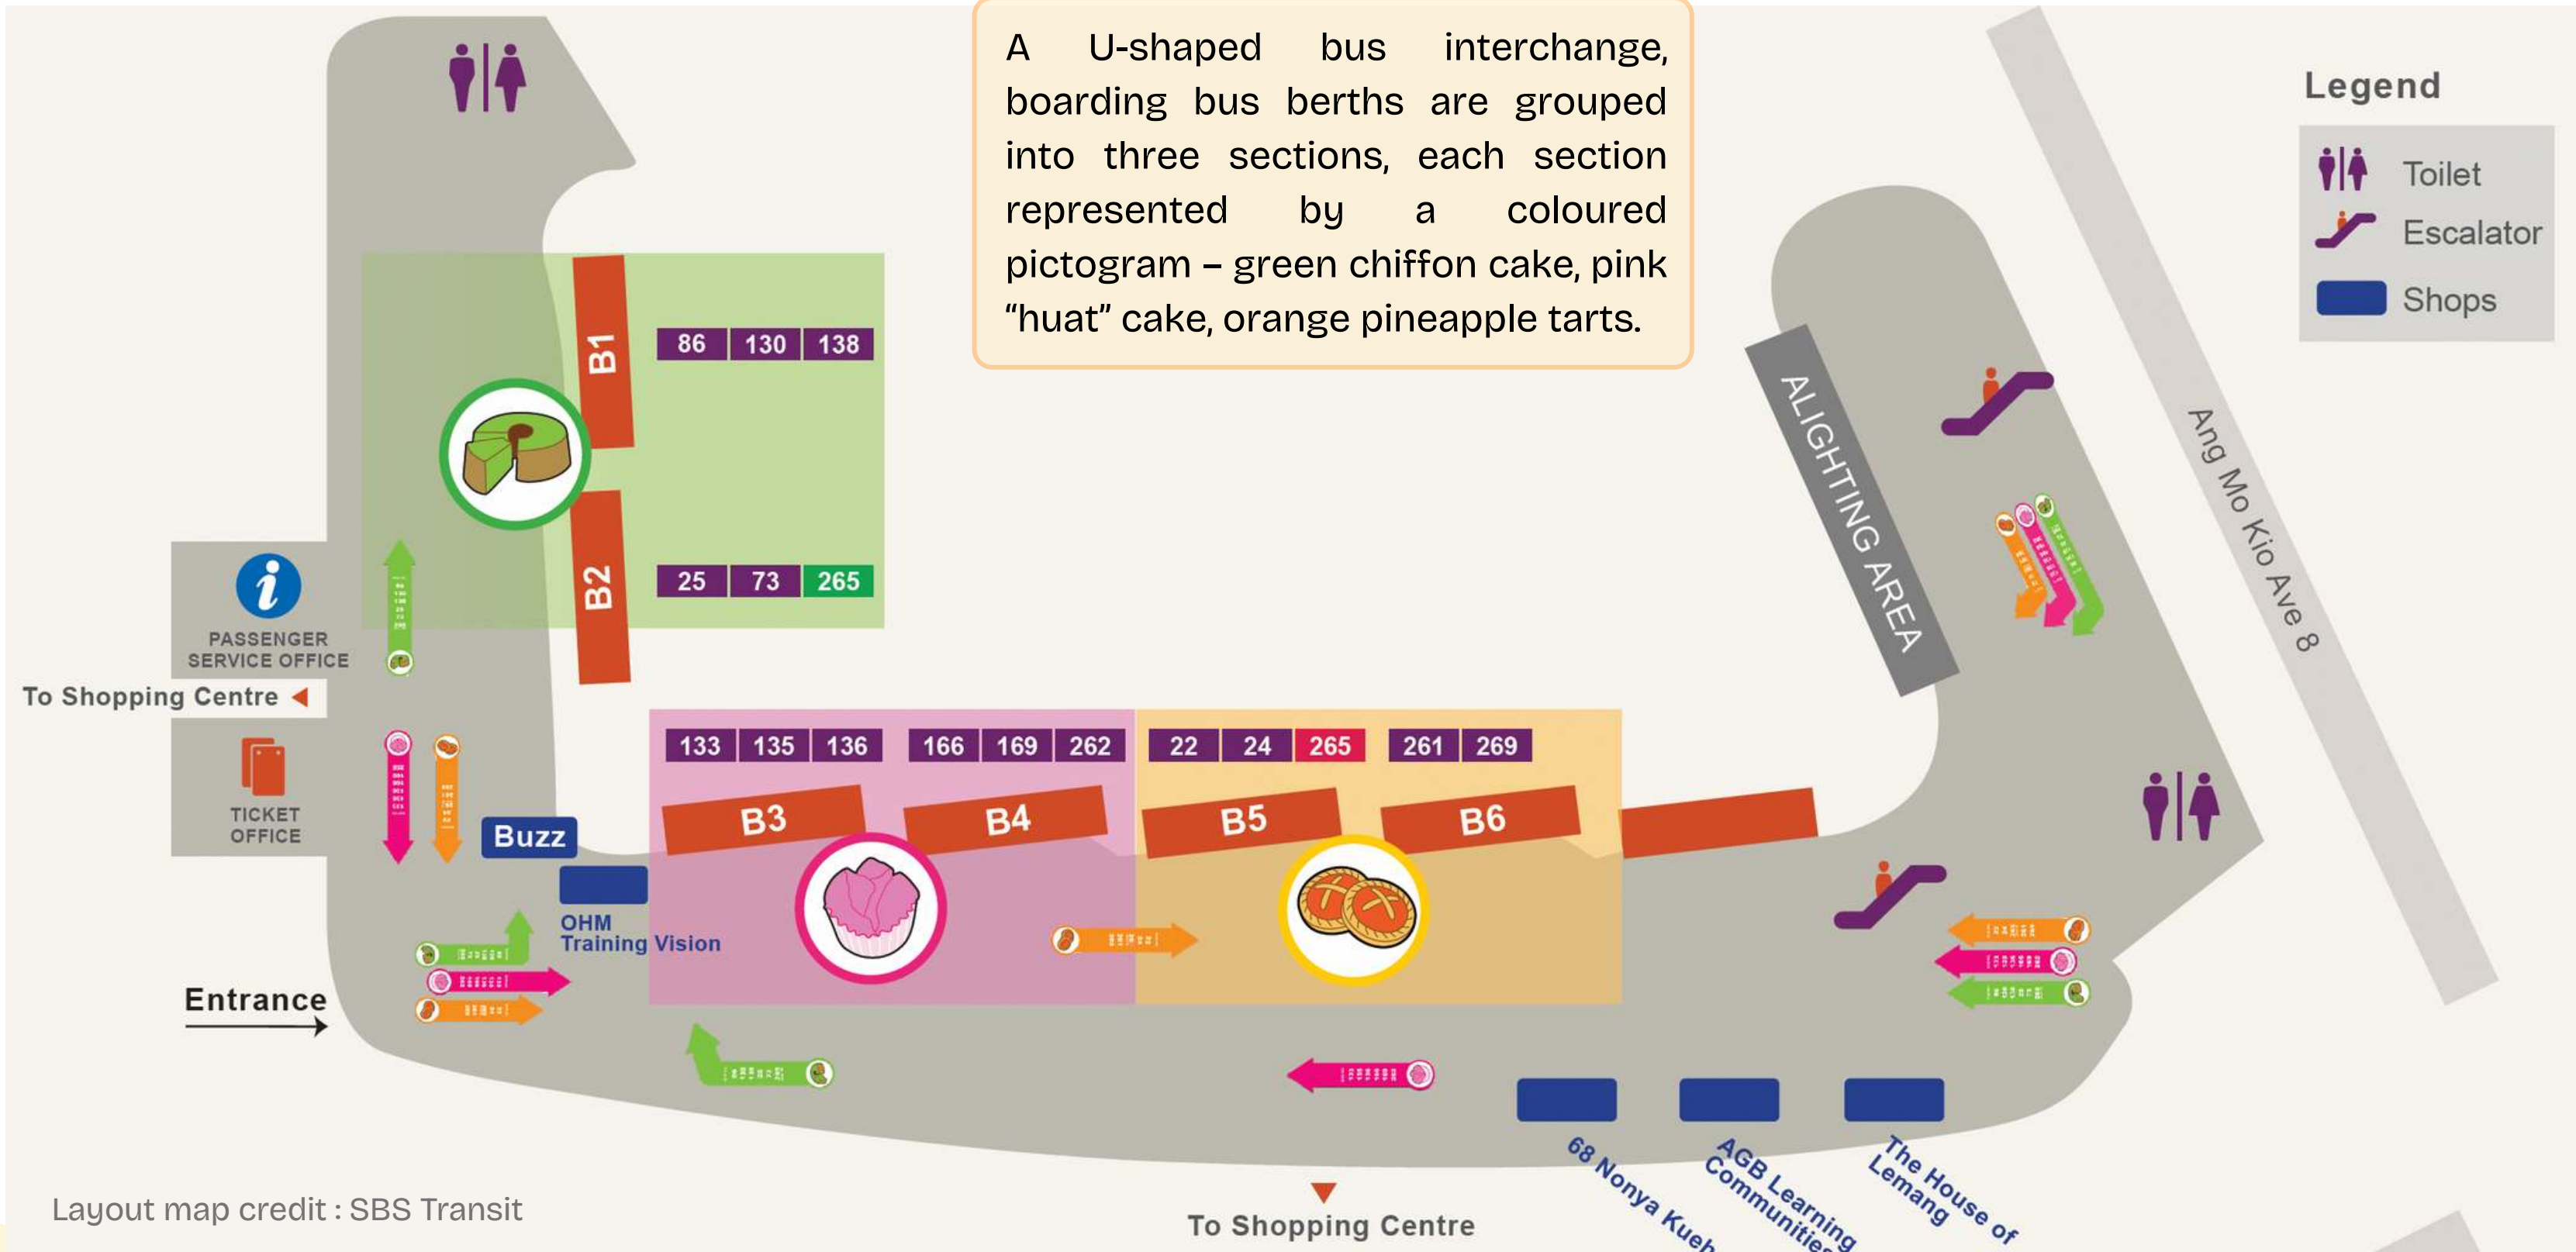 A U-shaped bus interchange,
boarding bus berths are grouped
into three sections, each section
represented by a coloured
pictogram – green chiffon cake, pink
“huat” cake, orange pineapple tarts.
Legend
Toilet
Escalator
Shops
B1
86 130 138
B2
25 73 265
PASSENGER
SERVICE OFFICE
To Shopping Centre
TICKET
OFFICE
Buzz
OHM
Training Vision
Entrance
133 135 136 166 169 262 22 24 265 261 269
B3 B4 B5 B6
ALIGHTING AREA
Ang Mo Kio Ave 8
68 Nonya Kueh
AGB Learning
Communities
The House of
Lemang
To Shopping Centre
Layout map credit : SBS Transit